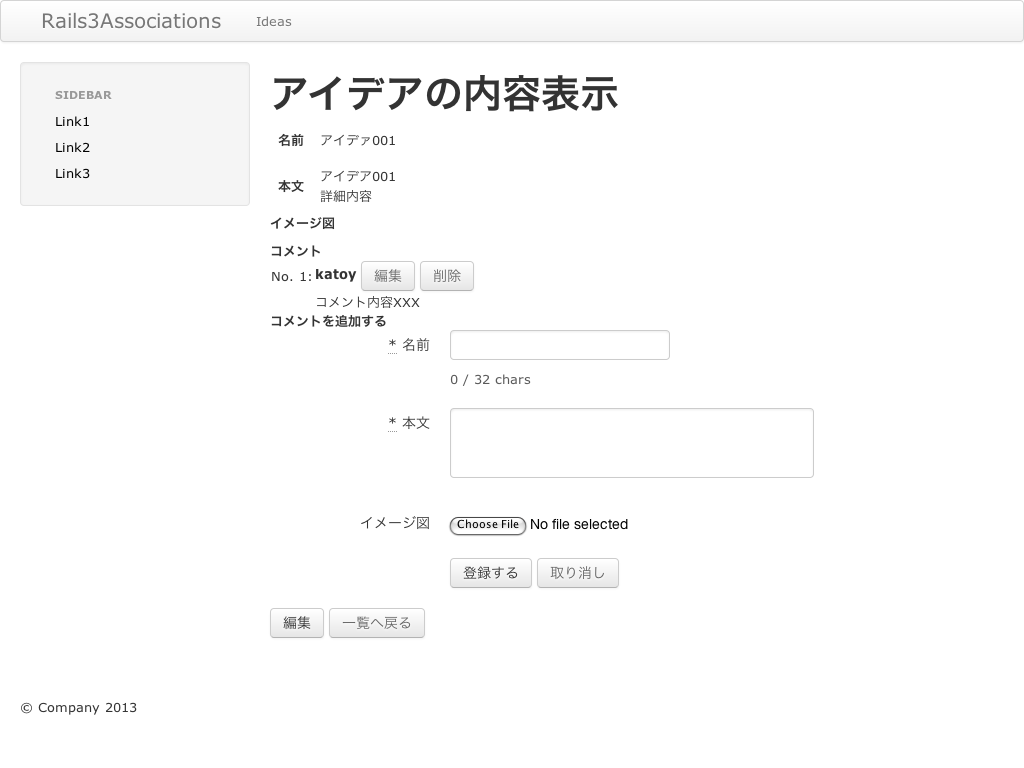 Rails3Associations Ideas
SIDEBAR
Link1
Link2
Link3
アイデアの内容表示
名前 アイデァ001
本文 アイデア001
詳細内容
イメージ図
コメント
No. 1: katoy 編集 削除
コメント内容XXX
コメントを追加する
* 名前
0 / 32 chars
* 本文
イメージ図 Choose File No file selected
登録する 取り消し
編集 一覧へ戻る
© Company 2013